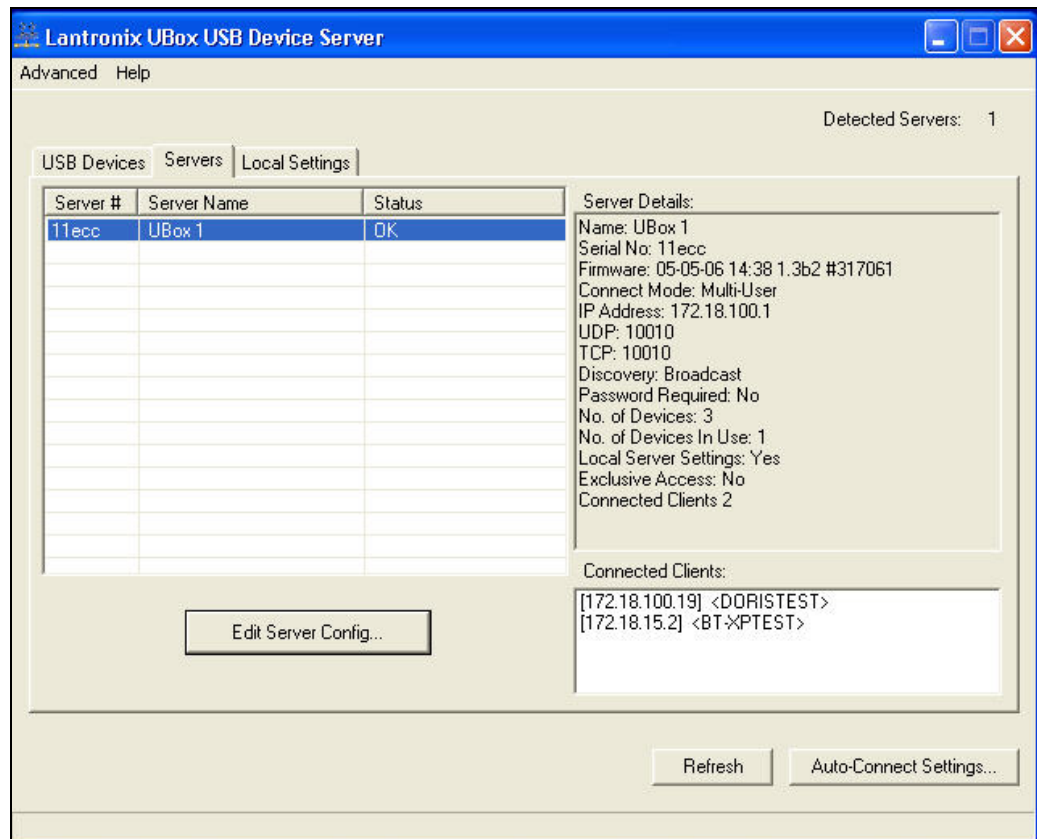 Lantronix UBox USB Device Server
Advanced Help
Detected Servers: 1
USB Devices Servers Local Settings
Server # Server Name Status
11ecc UBox 1 OK
Server Details:
Name: UBox 1
Serial No: 11ecc
Firmware: 05-05-06 14:38 1.3b2 #317061
Connect Mode: Multi-User
IP Address: 172.18.100.1
UDP: 10010
TCP: 10010
Discovery: Broadcast
Password Required: No
No. of Devices: 3
No. of Devices In Use: 1
Local Server Settings: Yes
Exclusive Access: No
Connected Clients 2
Connected Clients:
[172.18.100.19] <DORISTEST>
[172.18.15.2] <BT-XPTEST>
Edit Server Config...
Refresh Auto-Connect Settings...